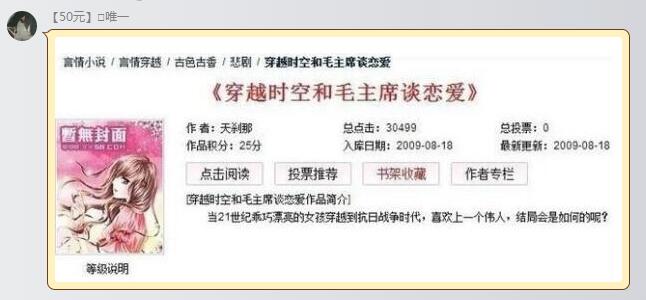 【50元】□唯一
言情小说 / 言情穿越 / 古色古香 / 悲剧 / 穿越时空和毛主席谈恋爱
《穿越时空和毛主席谈恋爱》
暂無封面
作 者：天刹那 总点击：30499 总投票：0
作品积分：25分 入库日期：2009-08-18 最新更新：2009-08-18
点击阅读 投票推荐 书架收藏 作者专栏
[穿越时空和毛主席谈恋爱作品简介]
当21世纪乖巧漂亮的女孩穿越到抗日战争时代，喜欢上一个伟人，结局会是如何的呢？
等级说明